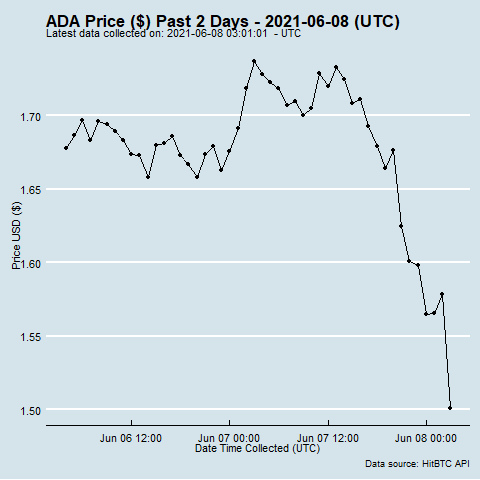 ADA Price ($) Past 2 Days - 2021-06-08 (UTC)
Latest data collected on: 2021-06-08 03:01:01 - UTC
1.70
1.65
1.60
1.55
1.50
Price USD ($)
Jun 06 12:00 Jun 07 00:00 Jun 07 12:00 Jun 08 00:00
Date Time Collected (UTC)
Data source: HitBTC API